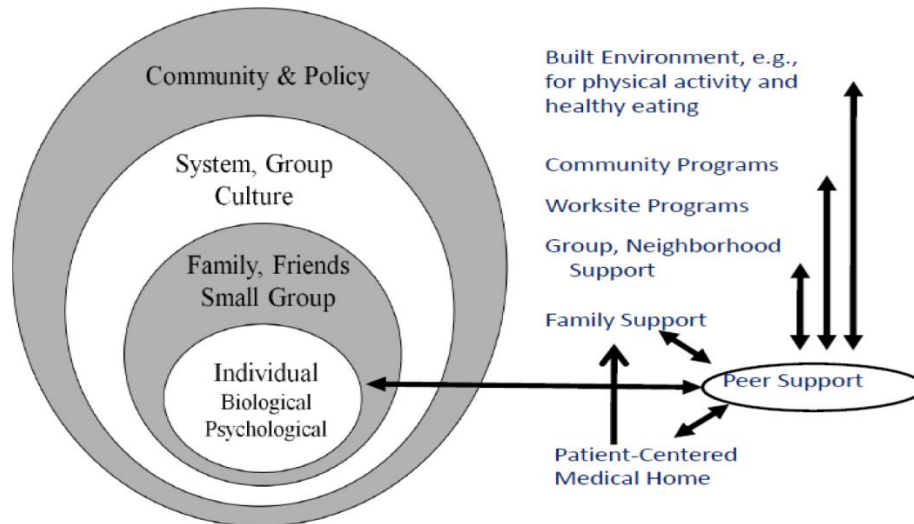 Community & Policy
System, Group
Culture
Family, Friends
Small Group
Individual
Biological
Psychological
Built Environment, e.g.,
for physical activity and
healthy eating
Community Programs
Worksite Programs
Group, Neighborhood
Support
Family Support
Peer Support
Patient-Centered
Medical Home